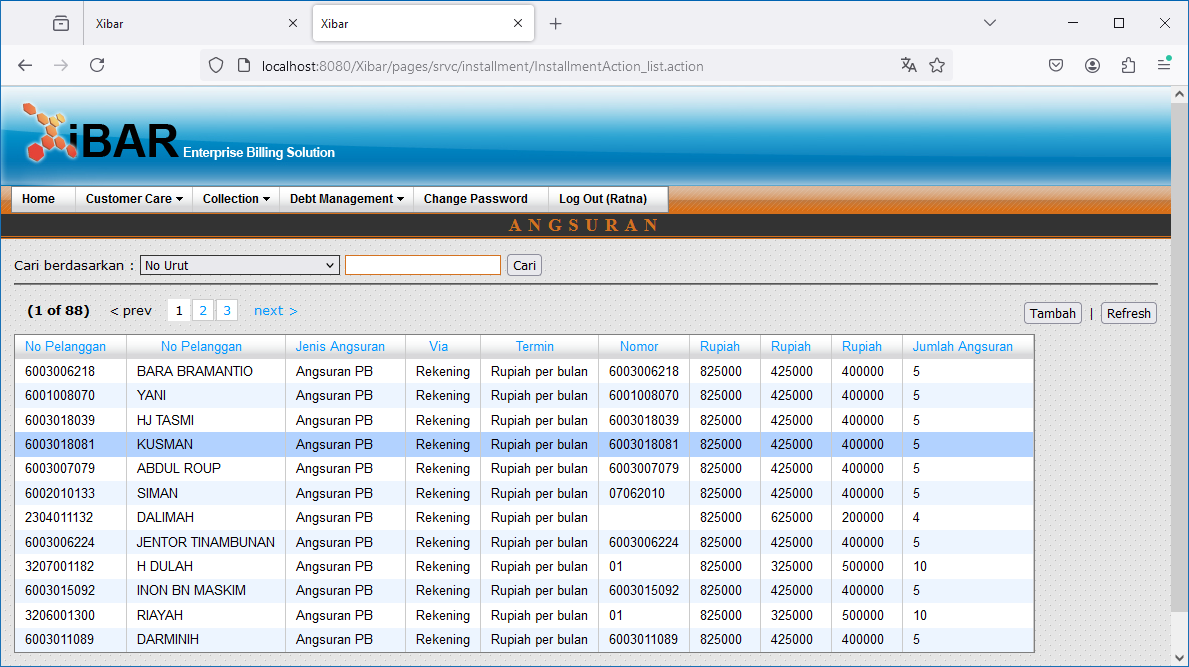 Xibar
Xibar
localhost:8080/Xibar/pages/srvc/installment/InstallmentAction_list.action
iBAR Enterprise Billing Solution
Home Customer Care Collection Debt Management Change Password Log Out (Ratna)
ANGSURAN
Cari berdasarkan : No Urut Cari
(1 of 88) < prev 1 2 3 next > Tambah | Refresh
No Pelanggan No Pelanggan Jenis Angsuran Via Termin Nomor Rupiah Rupiah Rupiah Jumlah Angsuran
6003006218 BARA BRAMANTIO Angsuran PB Rekening Rupiah per bulan 6003006218 825000 425000 400000 5
6001008070 YANI Angsuran PB Rekening Rupiah per bulan 6001008070 825000 425000 400000 5
6003018039 HJ TASMI Angsuran PB Rekening Rupiah per bulan 6003018039 825000 425000 400000 5
6003018081 KUSMAN Angsuran PB Rekening Rupiah per bulan 6003018081 825000 425000 400000 5
6003007079 ABDUL ROUP Angsuran PB Rekening Rupiah per bulan 6003007079 825000 425000 400000 5
6002010133 SIMAN Angsuran PB Rekening Rupiah per bulan 07062010 825000 425000 400000 5
2304011132 DALIMAH Angsuran PB Rekening Rupiah per bulan 825000 625000 200000 4
6003006224 JENTOR TINAMBUNAN Angsuran PB Rekening Rupiah per bulan 6003006224 825000 425000 400000 5
3207001182 H DULAH Angsuran PB Rekening Rupiah per bulan 01 825000 325000 500000 10
6003015092 INON BN MASKIM Angsuran PB Rekening Rupiah per bulan 6003015092 825000 425000 400000 5
3206001300 RIAYAH Angsuran PB Rekening Rupiah per bulan 01 825000 325000 500000 10
6003011089 DARMINIH Angsuran PB Rekening Rupiah per bulan 6003011089 825000 425000 400000 5